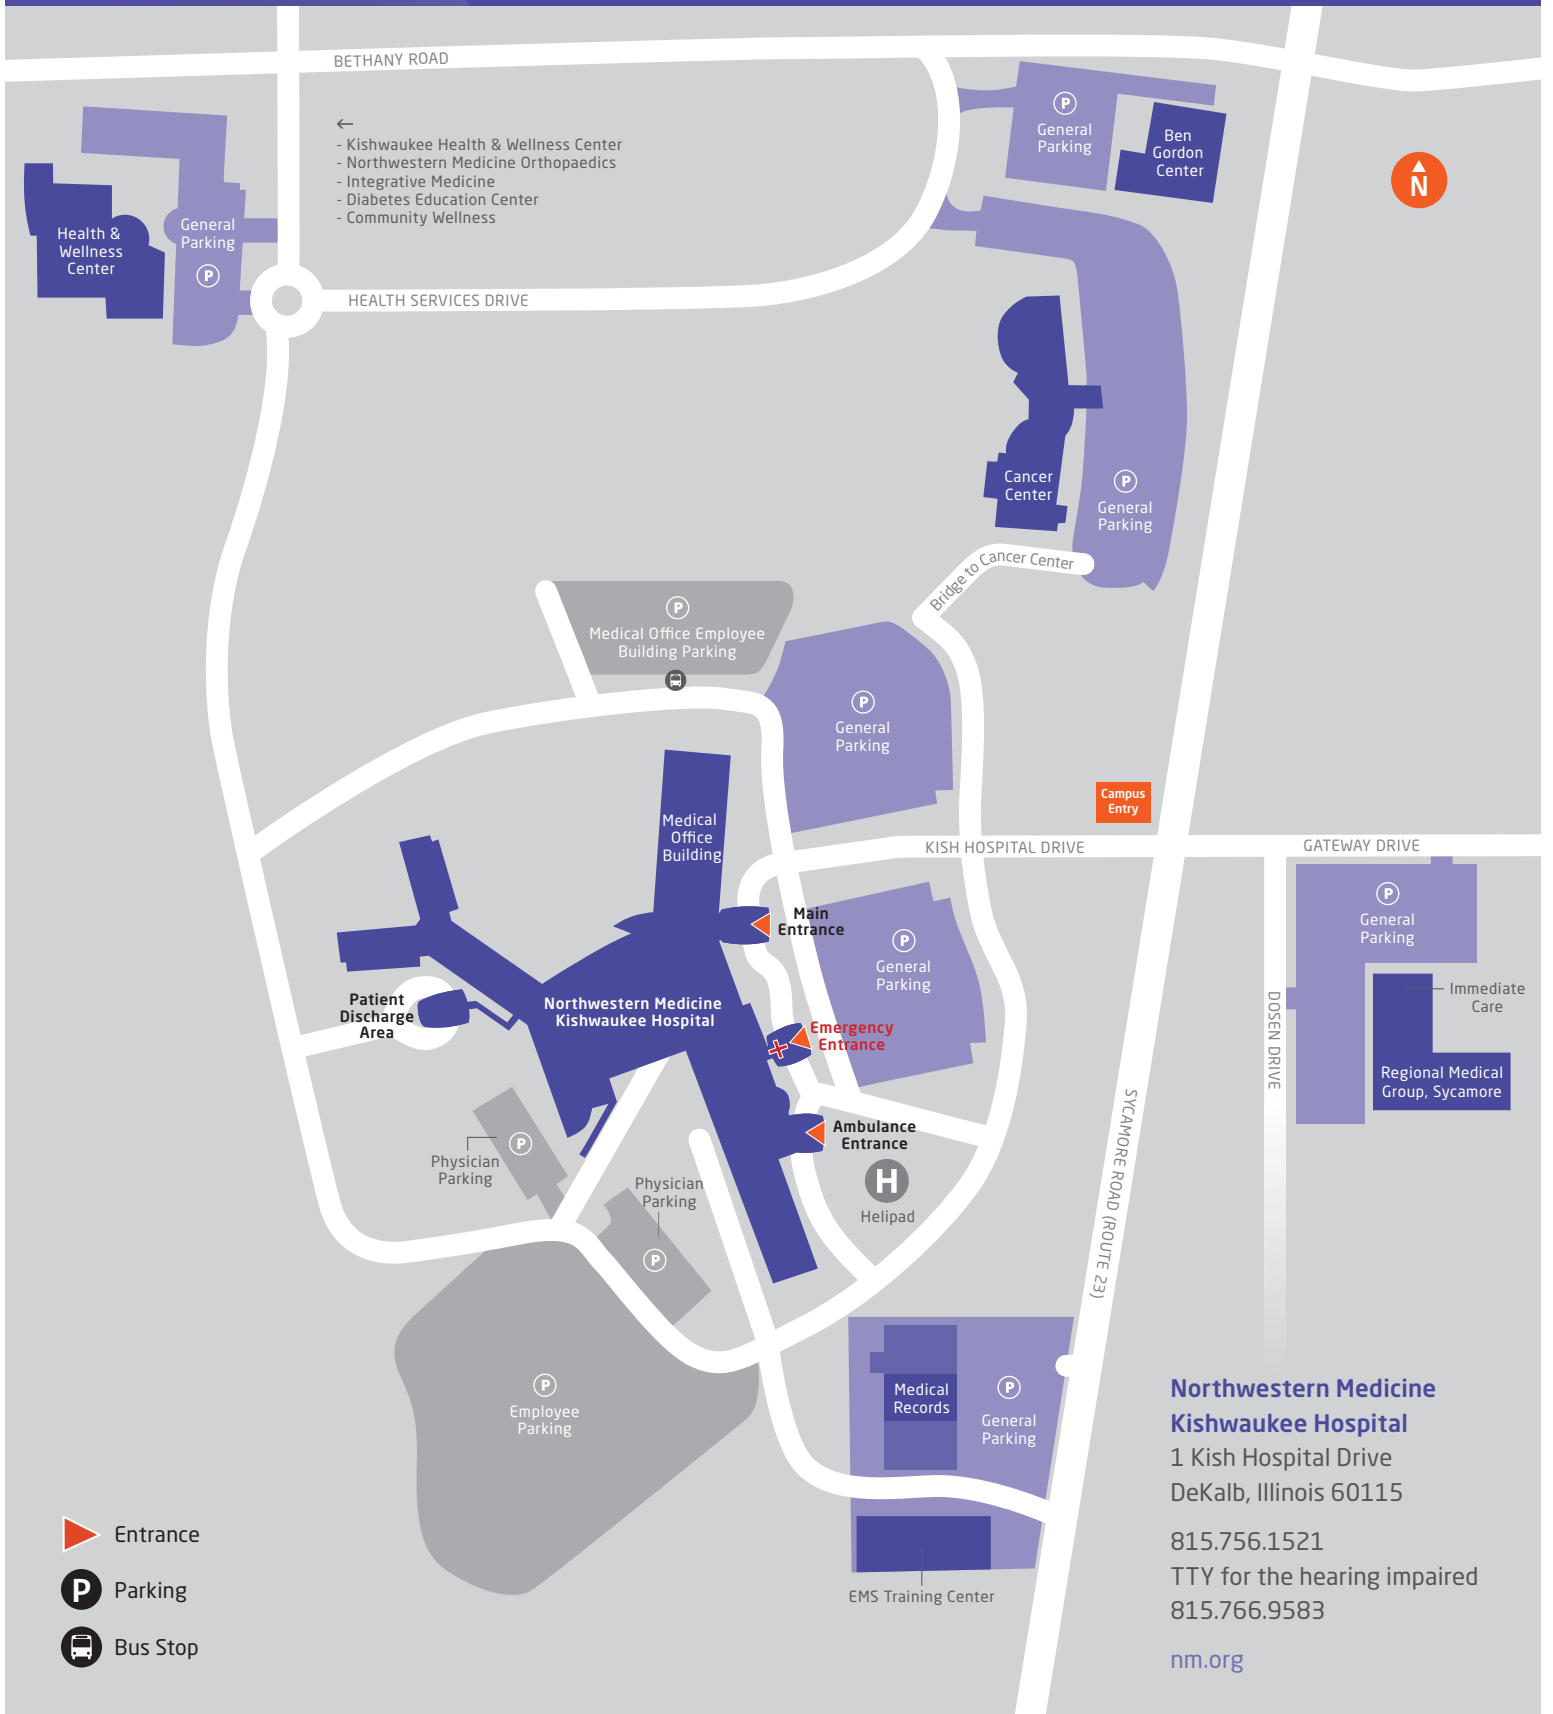 BETHANY ROAD
←
- Kishwaukee Health & Wellness Center
- Northwestern Medicine Orthopaedics
- Integrative Medicine
- Diabetes Education Center
- Community Wellness
P
General
Parking
Ben
Gordon
Center
N
Health &
Wellness
Center
General
Parking
P
HEALTH SERVICES DRIVE
Cancer
Center
P
General
Parking
Bridge to Cancer Center
P
Medical Office Employee
Building Parking
P
General
Parking
Campus
Entry
Medical
Office
Building
KISH HOSPITAL DRIVE
GATEWAY DRIVE
P
General
Parking
Main
Entrance
P
General
Parking
Patient
Discharge
Area
Northwestern Medicine
Kishwaukee Hospital
Emergency
Entrance
DOSEN DRIVE
Immediate
Care
Regional Medical
Group, Sycamore
SYCAMORE ROAD (ROUTE 23)
Ambulance
Entrance
H
Helipad
P
Physician
Parking
Physician
Parking
P
P
Employee
Parking
Medical
Records
P
General
Parking
EMS Training Center
Entrance
P
Parking
Bus Stop
Northwestern Medicine
Kishwaukee Hospital
1 Kish Hospital Drive
DeKalb, Illinois 60115
815.756.1521
TTY for the hearing impaired
815.766.9583
nm.org